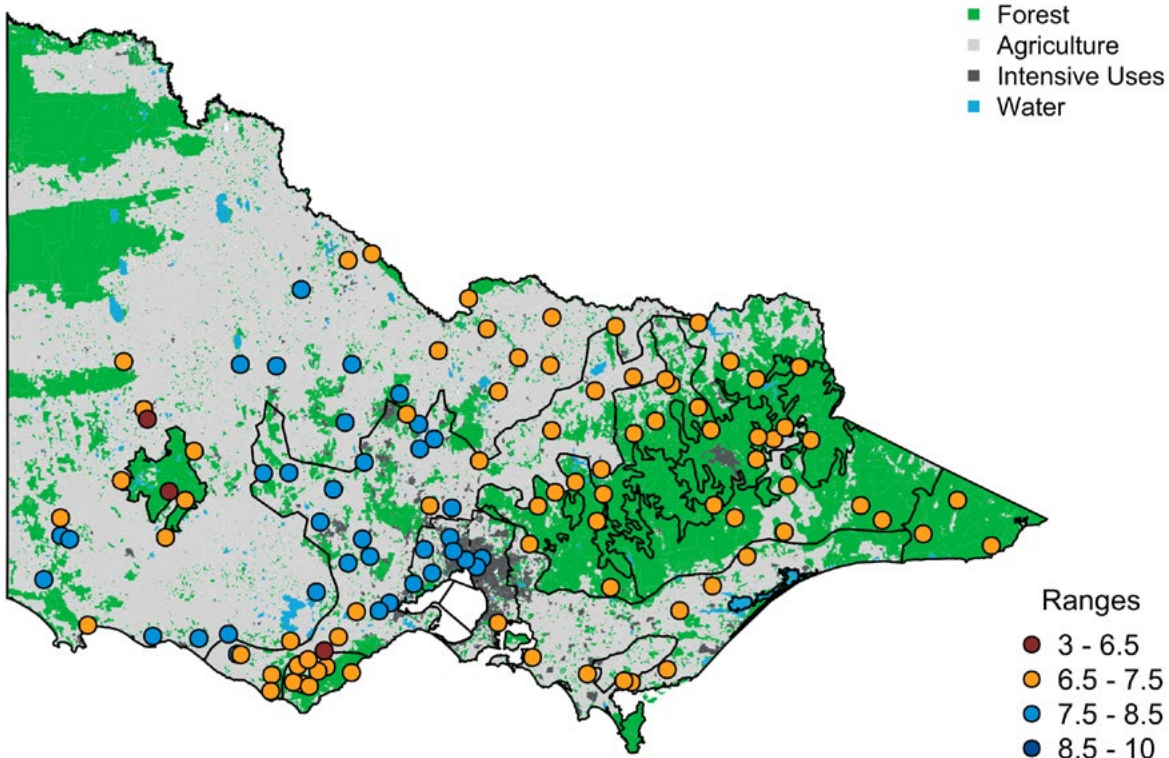 Forest
Agriculture
Intensive Uses
Water
Ranges
3 - 6.5
6.5 - 7.5
7.5 - 8.5
8.5 - 10